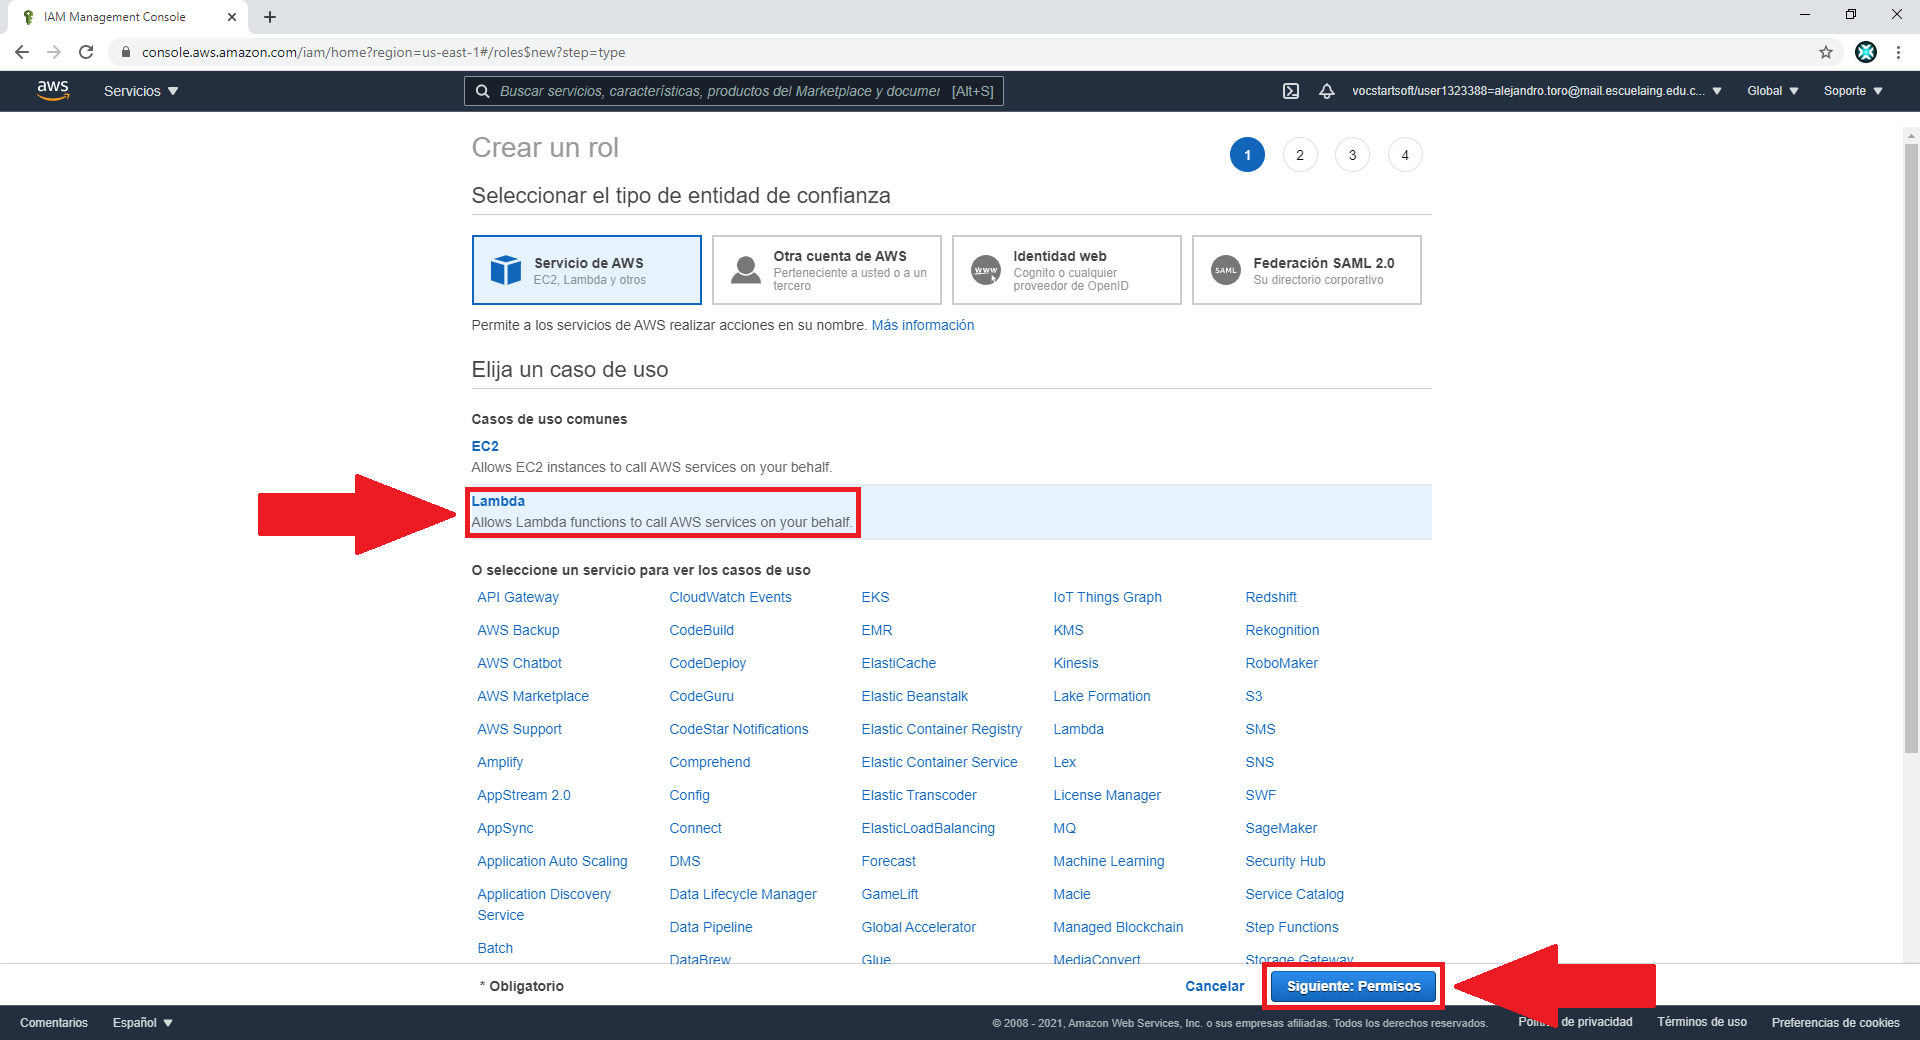 IAM Management Console
console.aws.amazon.com/iam/home?region=us-east-1#/roles$new?step=type
aws
Servicios
Buscar servicios, características, productos del Marketplace y documer [Alt+S]
vocstartsoft/user1323388=alejandro.toro@mail.escuelaing.edu.c...
Global
Soporte
Crear un rol
1
2
3
4
Seleccionar el tipo de entidad de confianza
Servicio de AWS
EC2, Lambda y otros
Otra cuenta de AWS
Perteneciente a usted o a un
tercero
www
Identidad web
Cognito o cualquier
proveedor de OpenID
SAML
Federación SAML 2.0
Su directorio corporativo
Permite a los servicios de AWS realizar acciones en su nombre. Más información
Elija un caso de uso
Casos de uso comunes
EC2
Allows EC2 instances to call AWS services on your behalf.
Lambda
Allows Lambda functions to call AWS services on your behalf.
O seleccione un servicio para ver los casos de uso
API Gateway
AWS Backup
AWS Chatbot
AWS Marketplace
AWS Support
Amplify
AppStream 2.0
AppSync
Application Auto Scaling
Application Discovery
Service
Batch
CloudWatch Events
CodeBuild
CodeDeploy
CodeGuru
CodeStar Notifications
Comprehend
Config
Connect
DMS
Data Lifecycle Manager
Data Pipeline
DataBrew
EKS
EMR
ElastiCache
Elastic Beanstalk
Elastic Container Registry
Elastic Container Service
Elastic Transcoder
ElasticLoadBalancing
Forecast
GameLift
Global Accelerator
Glue
IoT Things Graph
KMS
Kinesis
Lake Formation
Lambda
Lex
License Manager
MQ
Machine Learning
Macie
Managed Blockchain
MediaConvert
Redshift
Rekognition
RoboMaker
S3
SMS
SNS
SWF
SageMaker
Security Hub
Service Catalog
Step Functions
Storage Gateway
* Obligatorio
Cancelar
Siguiente: Permisos
Comentarios
Español
© 2008 - 2021, Amazon Web Services, Inc. o sus empresas afiliadas. Todos los derechos reservados.
de privacidad
Términos de uso
Preferencias de cookies